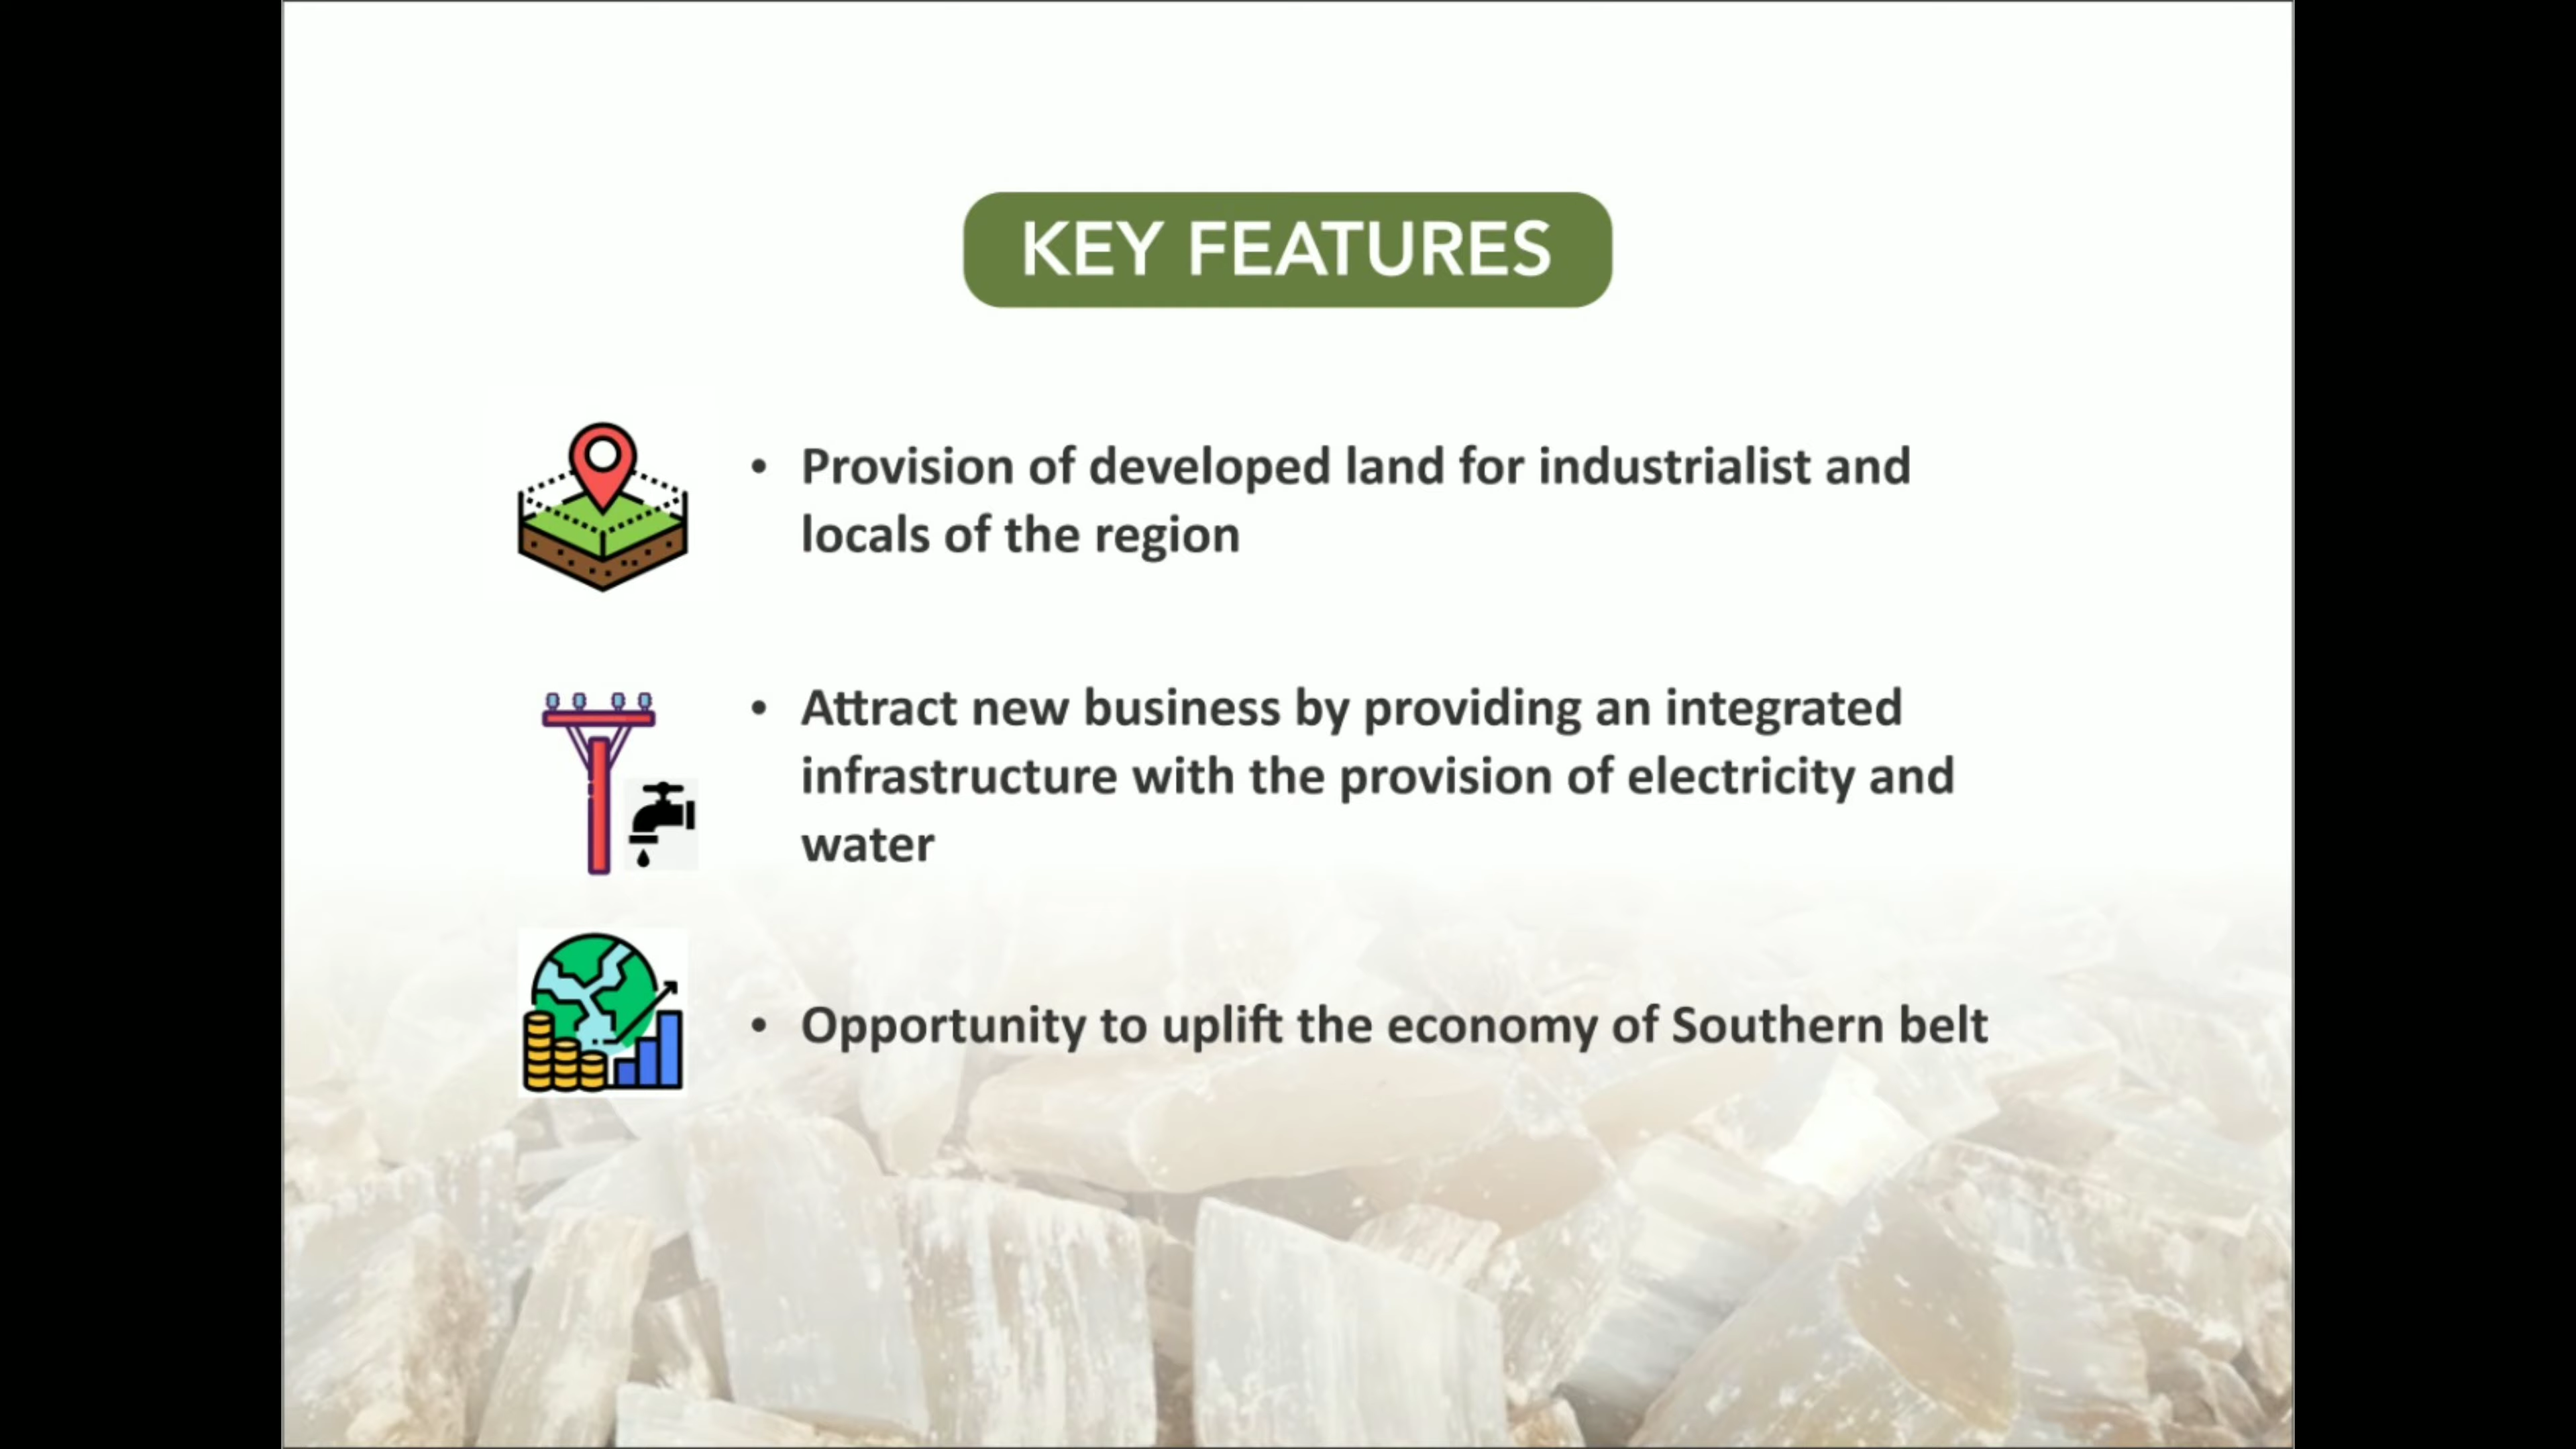 KEY FEATURES
• Provision of developed land for industrialist and
locals of the region
• Attract new business by providing an integrated
infrastructure with the provision of electricity and
water
• Opportunity to uplift the economy of Southern belt